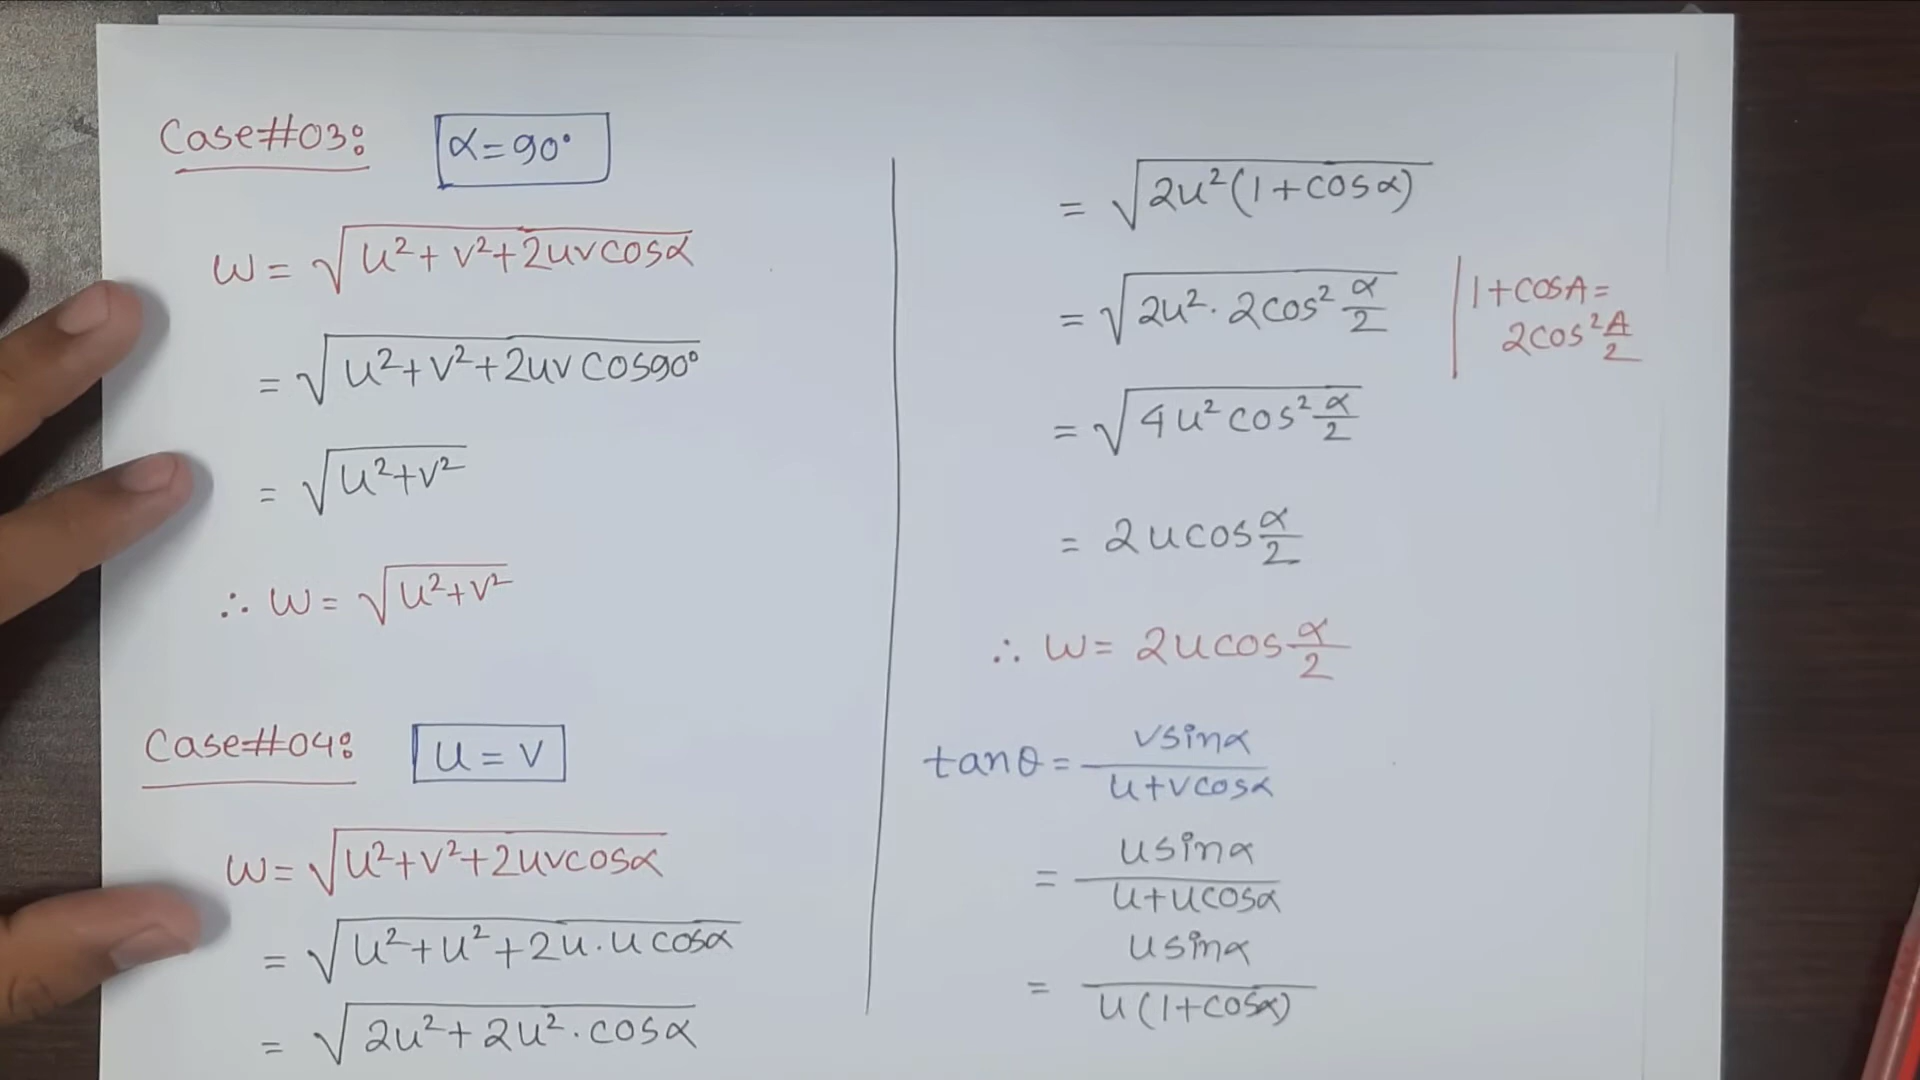 Case#03:
α=90°
w= √u²+v²+2uvcosα
= √u²+v²+2uv cos90°
= √u²+v²
∴ w= √u²+v²
Case#04:
u=v
w= √u²+v²+2uvcosα
= √u²+u²+2u.u cosα
= √2u²+2u².cosα
= √2u²(1+cosα)
= √2u².2cos² α/2
1+cosA=
2cos² A/2
= √4u² cos² α/2
= 2ucos α/2
∴ w= 2ucos α/2
tanθ= vsinα/u+vcosα
= usinα/u+ucosα
= usinα/u(1+cosα)